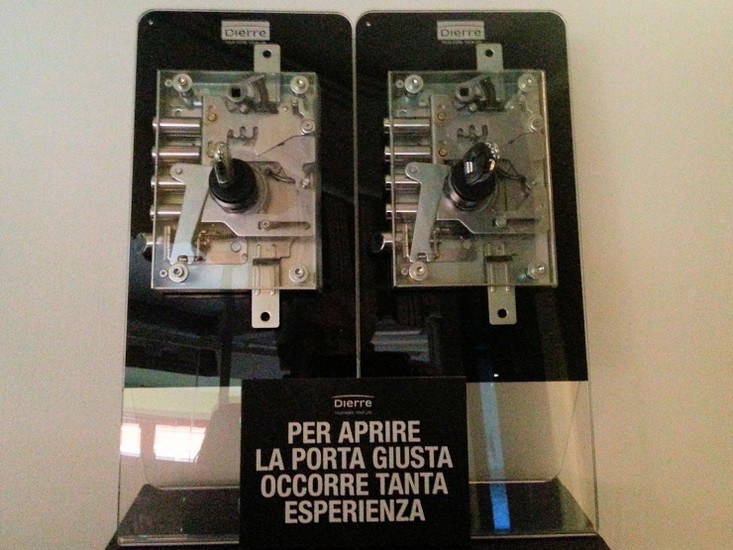 Dierre
Dierre
Dierre
PER APRIRE
LA PORTA GIUSTA
OCCORRE TANTA
ESPERIENZA